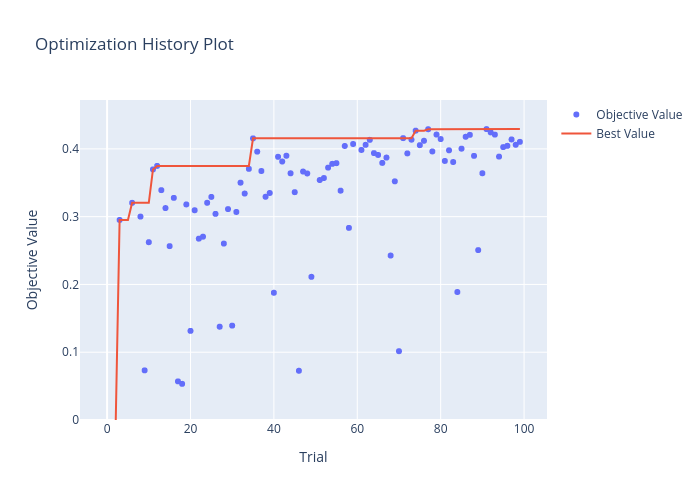 Optimization History Plot
Objective Value
Best Value
Objective Value
0.4
0.3
0.2
0.1
0
0 20 40 60 80 100
Trial